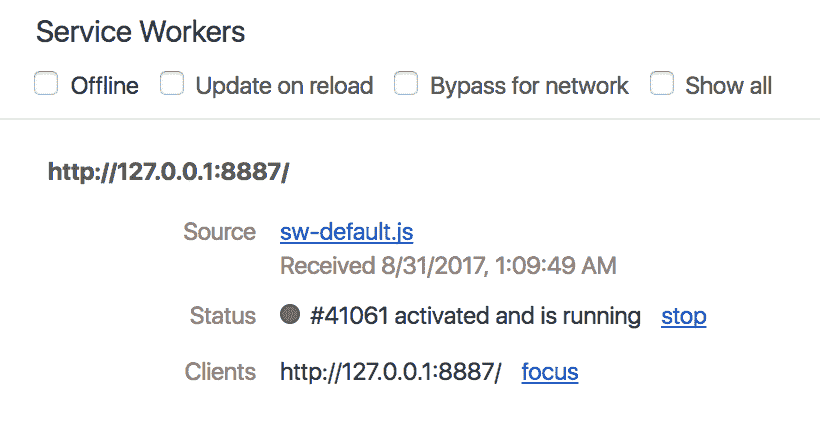 Service Workers
Offline Update on reload Bypass for network Show all
http://127.0.0.1:8887/
Source sw-default.js
Received 8/31/2017, 1:09:49 AM
Status #41061 activated and is running stop
Clients http://127.0.0.1:8887/ focus